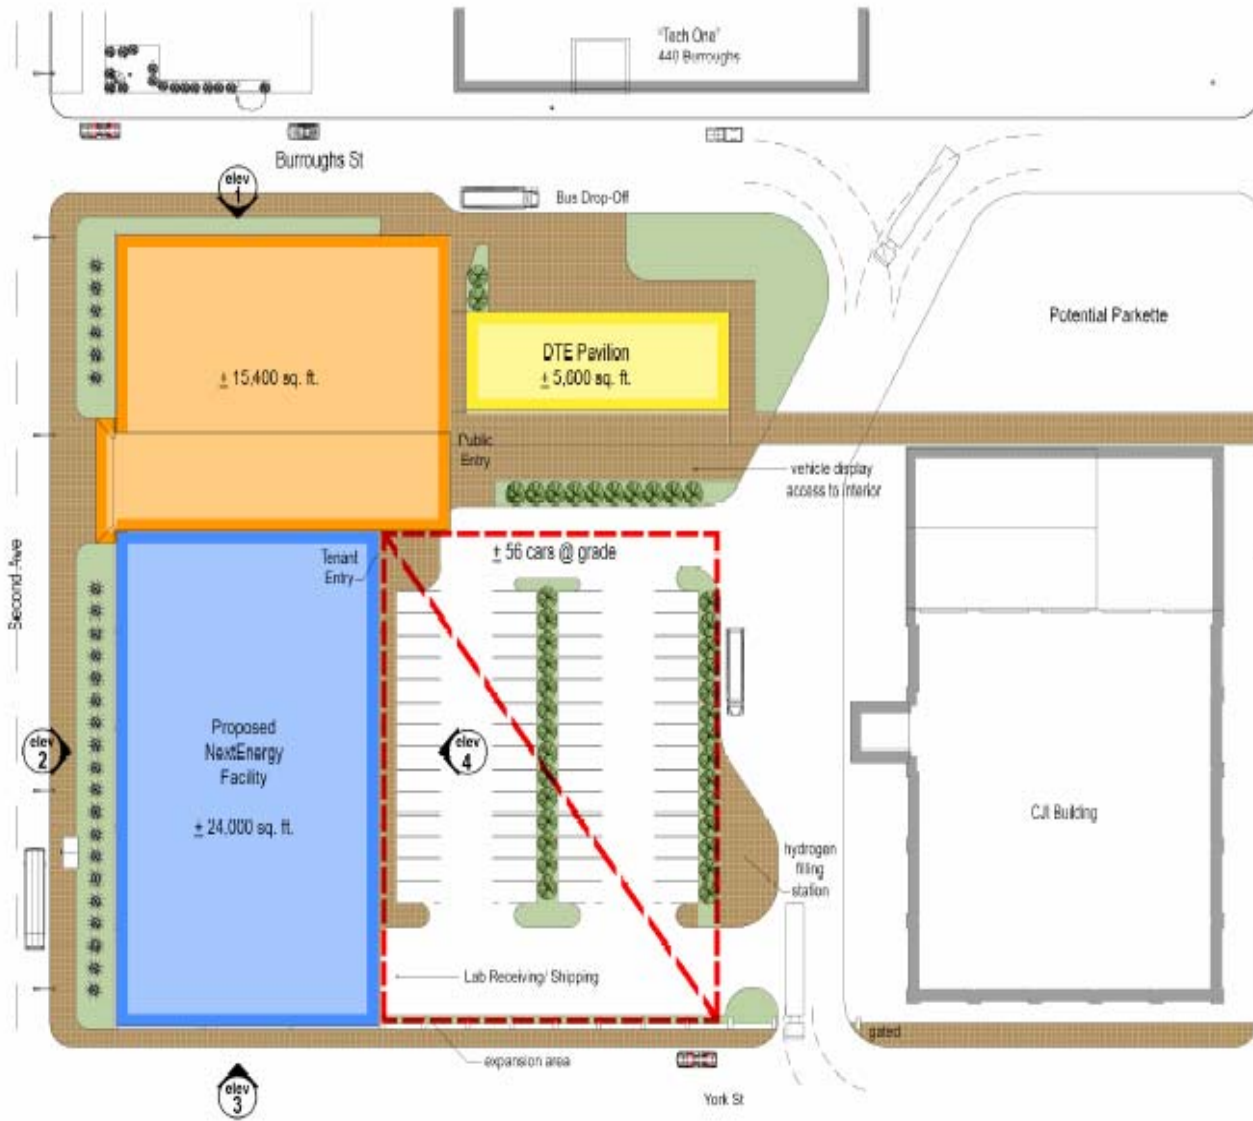 "Tech One"
440 Burroughs
Burroughs St
elev
1
Bus Drop-Off
Potential Parkette
DTE Pavilion
± 5,000 sq. ft.
± 15,400 sq. ft.
Public
Entry
vehicle display
access to interior
Second Ave
Tenant
Entry
± 56 cars @ grade
Proposed
NextEnergy
Facility
± 24,000 sq. ft.
elev
2
elev
4
CJI Building
hydrogen
filling
station
Lab Receiving/ Shipping
gated
expansion area
elev
3
York St